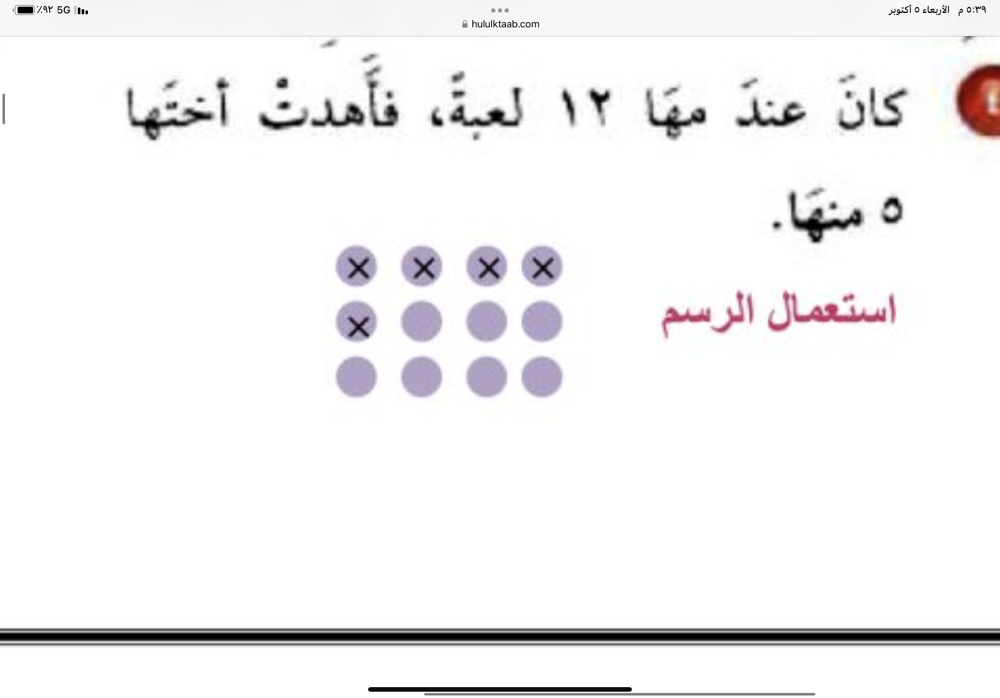 ٥:٣٩ م الأربعاء ٥ أكتوبر
5G ٪٩٢
hululktaab.com
كانَ عندَ مهَا ١٢ لعبةً، فأَهدتْ أختَها
٥ منهَا.
استعمال الرسم